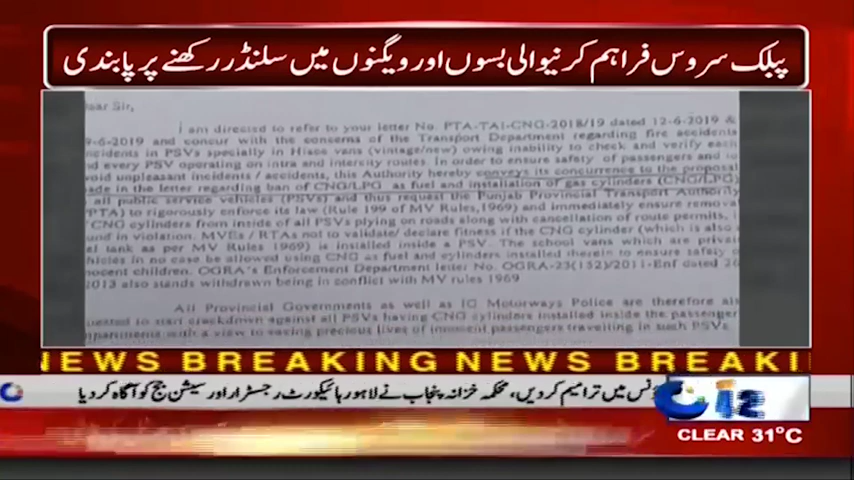 پبلک سروس فراہم کرنیوالی بسوں اور ویگنوں میں سلنڈر رکھنے پر پابندی
Sir,
I am directed to refer to your letter No. PTA-TAI-CNG-2018/19 dated 12-6-2019 &
9-6-2019 and concur with the concerns of the Transport Department regarding fire accidents
incidents in PSVs specially in Hiace vans (vintage/new) owing inability to check and verify each
and every PSV operating on intra and intercity routes. In order to ensure safety of passengers and to
void unpleasant incidents / accidents, this Authority hereby conveys its concurrence to the proposal
ade in the letter regarding ban of CNG/LPG as fuel and installation of gas cylinders (CNG/LPG)
all public service vehicles (PSVs) and thus request the Punjab Provincial Transport Authority
PTA) to rigorously enforce its law (Rule 199 of MV Rules,1969) and immediately ensure removal
CNG cylinders from inside of all PSVs plying on roads along with cancellation of route permits,
und in violation. MVEs / RTAs not to validate/ declare fitness if the CNG cylinder (which is also
el tank as per MV Rules 1969) is installed inside a PSV. The school vans which are private
hicles in no case be allowed using CNG as fuel and cylinders installed therein to ensure safety o
nocent children. OGRA's Enforcement Department letter No. OGRA-23(152)/2011-Enf dated 26
2013 also stands withdrawn being in conflict with MV rules 1969
All Provincial Governments as well as IG Motorways Police are therefore als
uested to start crackdown against all PSVs having CNG cylinders installed inside the passenger
mpartments with a view to saving precious lives of innocent passengers travelling in such PSVs.
NEWS BREAKING NEWS BREAKI
میں ترامیم کردیں، محکمہ خزانہ پنجاب نے لاہور ہائیکورٹ رجسٹرار اور سیشن جج کو آگاہ کردیا
42
CLEAR 31°C